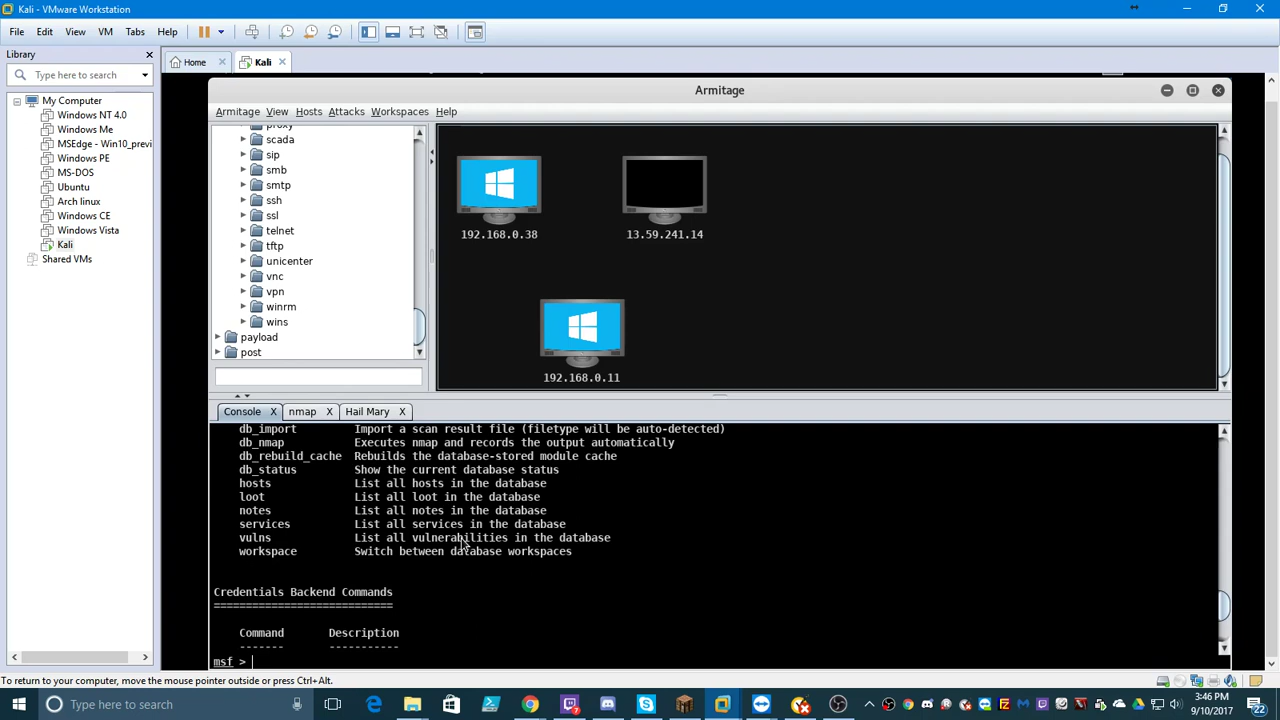 Kali - VMware Workstation
File Edit View VM Tabs Help
Library
Type here to search
My Computer
Windows NT 4.0
Windows Me
MSEdge - Win10_previ
Windows PE
MS-DOS
Ubuntu
Arch linux
Windows CE
Windows Vista
Kali
Shared VMs
Home
Kali
Armitage
Armitage View Hosts Attacks Workspaces Help
proxy
scada
sip
smb
smtp
ssh
ssl
telnet
tftp
unicenter
vnc
vpn
winrm
wins
payload
post
192.168.0.38
13.59.241.14
192.168.0.11
Console X nmap X Hail Mary X
db_import Import a scan result file (filetype will be auto-detected)
db_nmap Executes nmap and records the output automatically
db_rebuild_cache Rebuilds the database-stored module cache
db_status Show the current database status
hosts List all hosts in the database
loot List all loot in the database
notes List all notes in the database
services List all services in the database
vulns List all vulnerabilities in the database
workspace Switch between database workspaces
Credentials Backend Commands
============================
Command Description
------- -----------
msf >
To return to your computer, move the mouse pointer outside or press Ctrl+Alt.
Type here to search
3:46 PM
9/10/2017
22